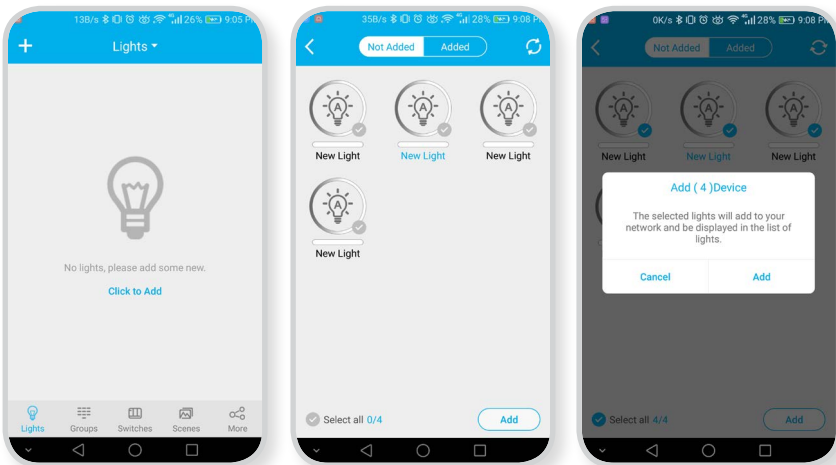 13B/s 4G 26% 9:05 P
Lights
No lights, please add some new.
Click to Add
Lights Groups Switches Scenes More
35B/s 4G 28% 9:08 P
Not Added Added
A A A
New Light New Light New Light
A
New Light
Select all 0/4 Add
0K/s 4G 28% 9:08 P
Not Added Added
A A A
New Light New Light New Light
Add ( 4 )Device
The selected lights will add to your
network and be displayed in the list of
lights.
Cancel Add
Select all 4/4 Add